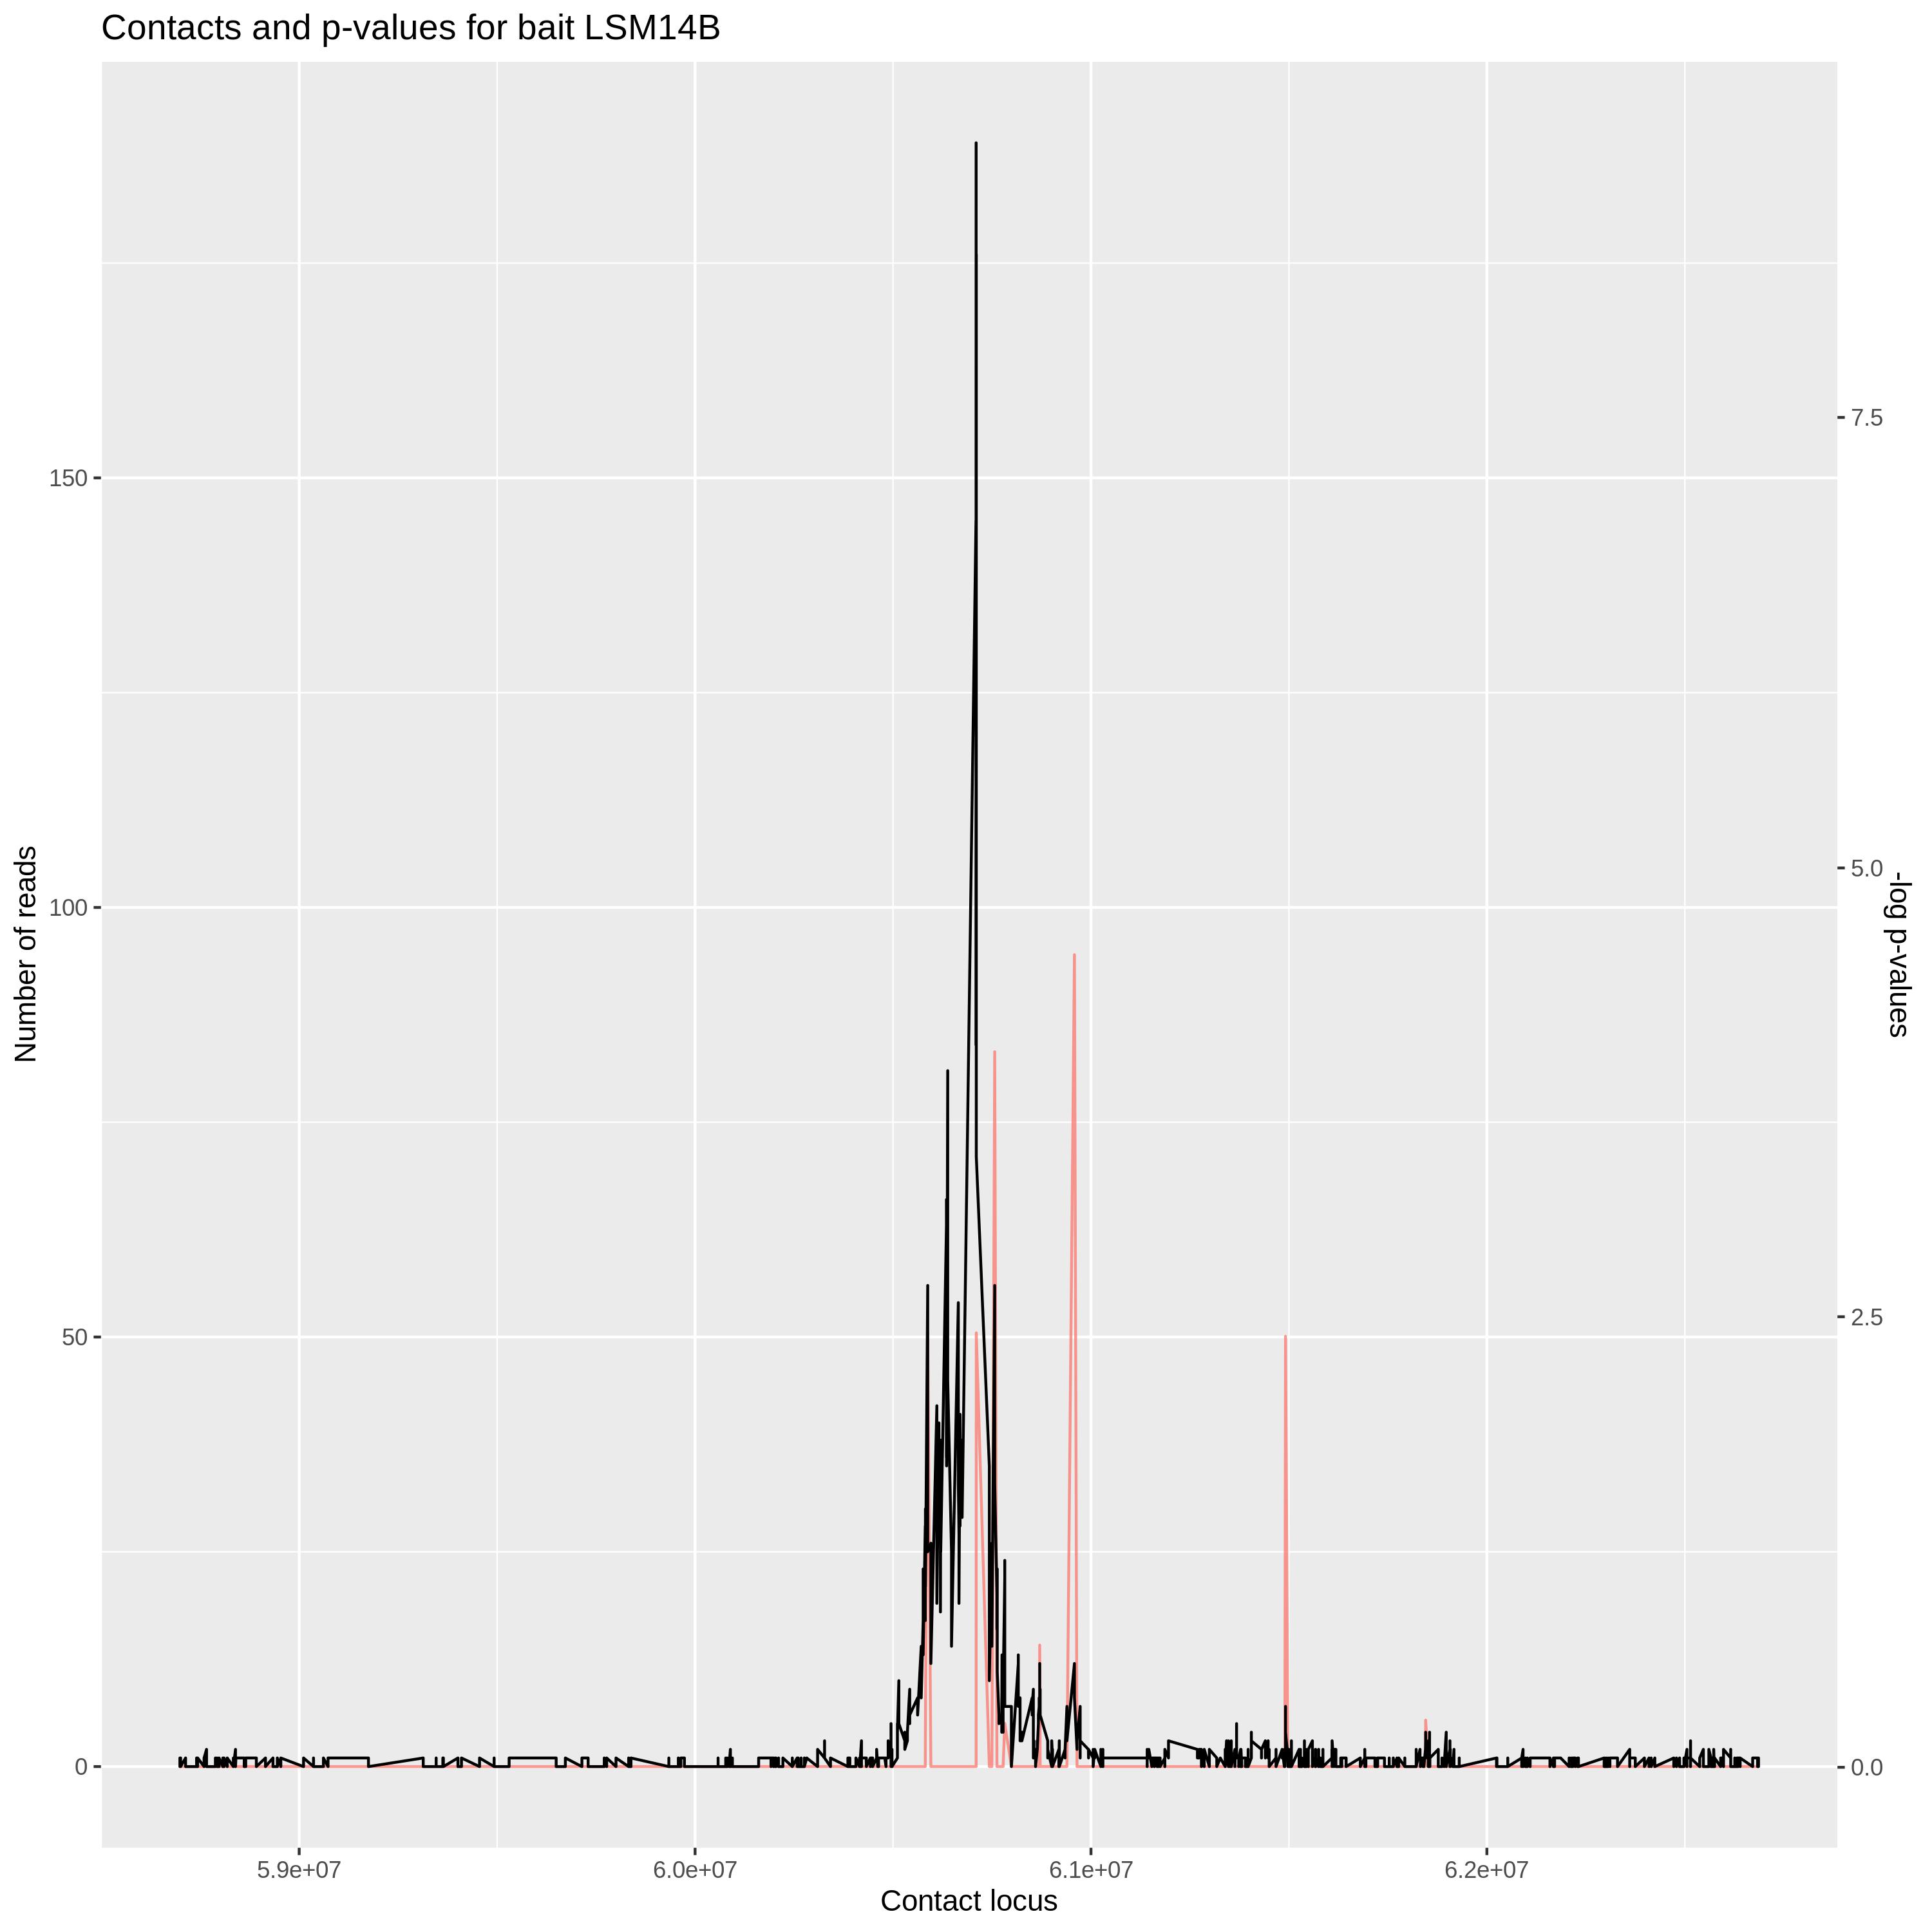 Contacts and p-values for bait LSM14B
150
100
50
0
Number of reads
7.5
5.0
2.5
0.0
-log p-values
5.9e+07
6.0e+07
6.1e+07
6.2e+07
Contact locus